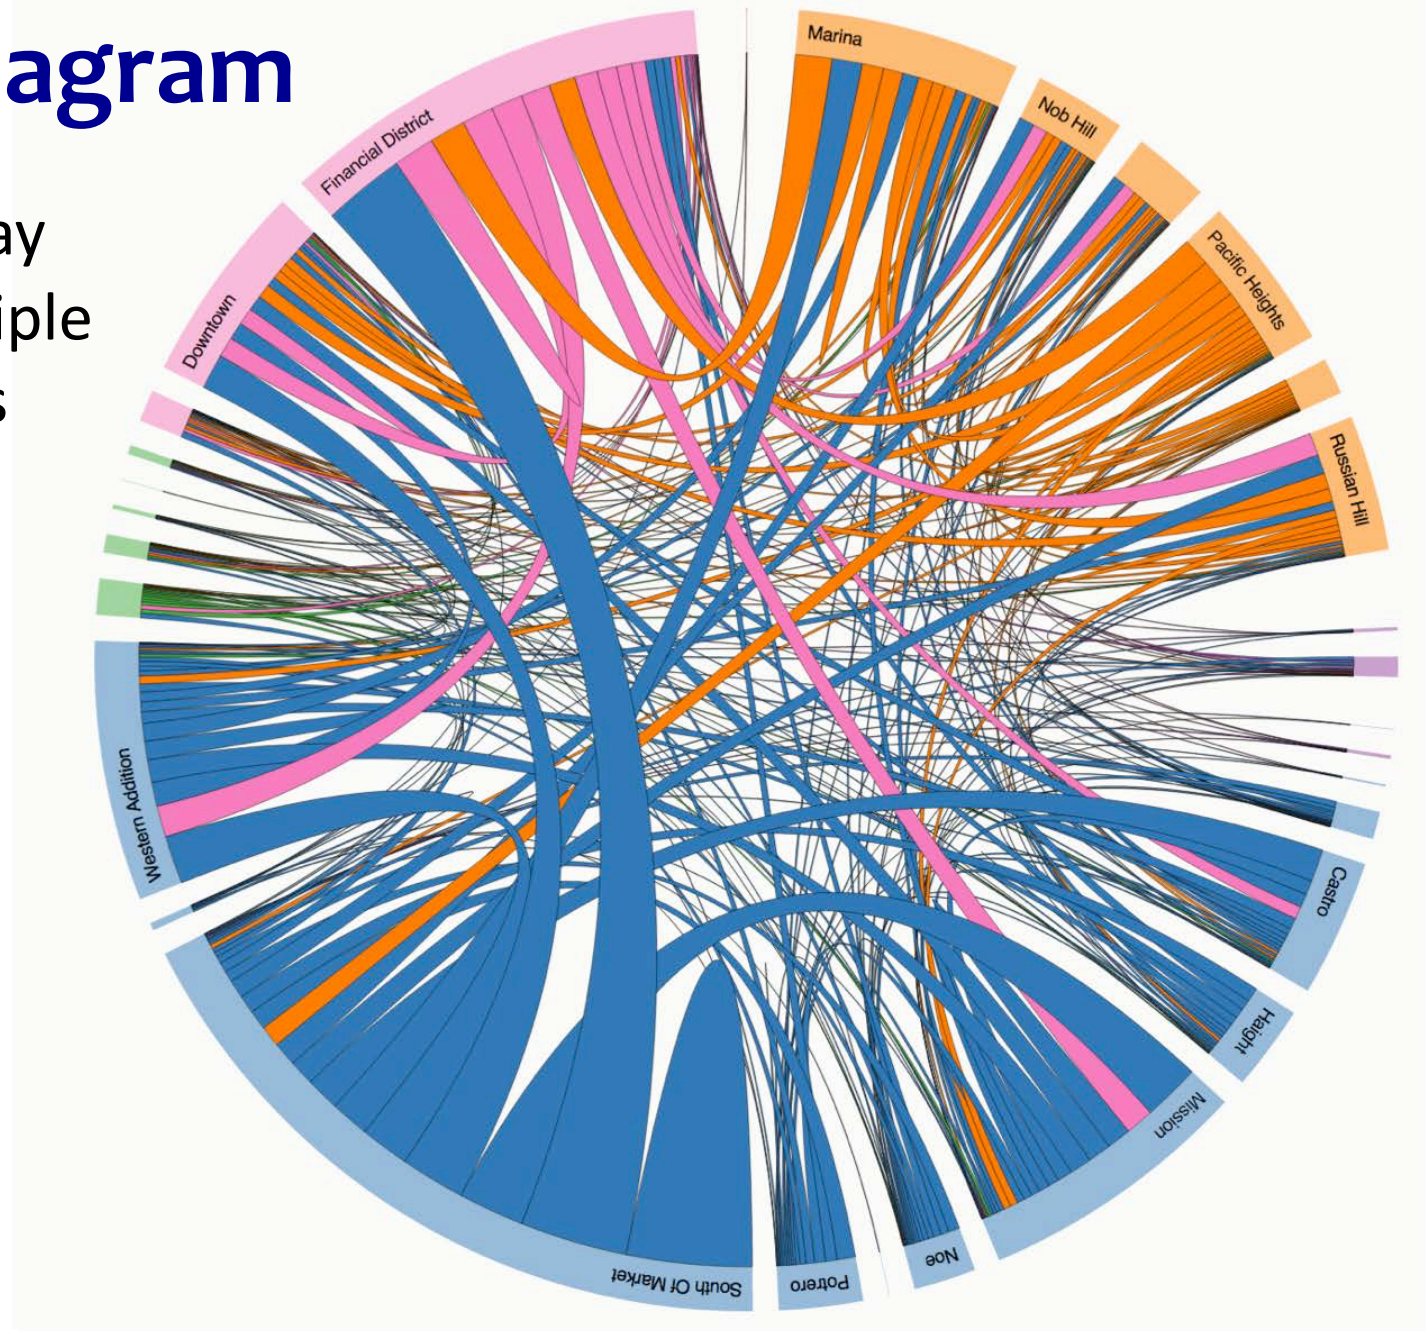 agram
ay
iple
s
Marina
Nob Hill
Pacific Heights
Russian Hill
Castro
Haight
Mission
Noe
Potrero
South Of Market
Western Addition
Downtown
Financial District